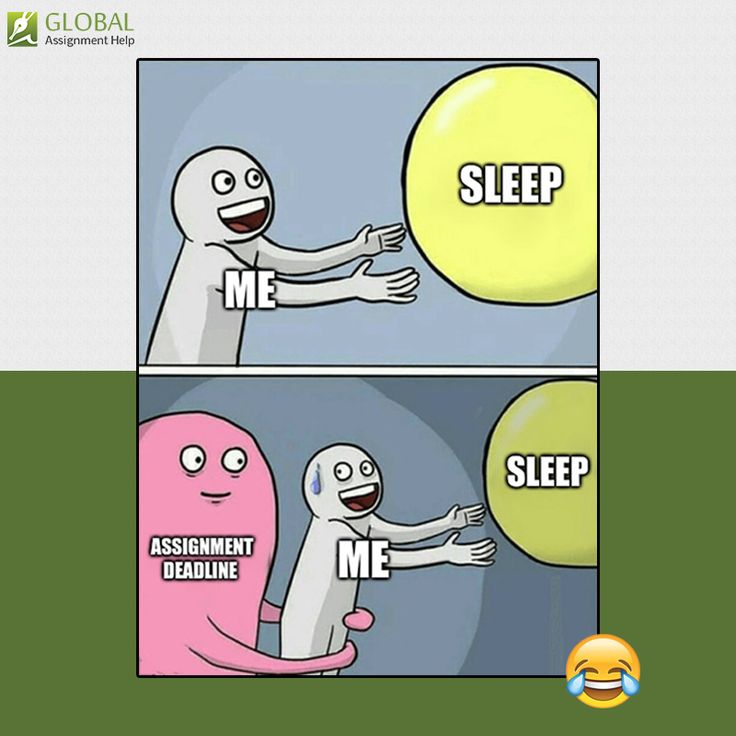 GLOBAL
Assignment Help
SLEEP
ME
SLEEP
ASSIGNMENT
DEADLINE
ME